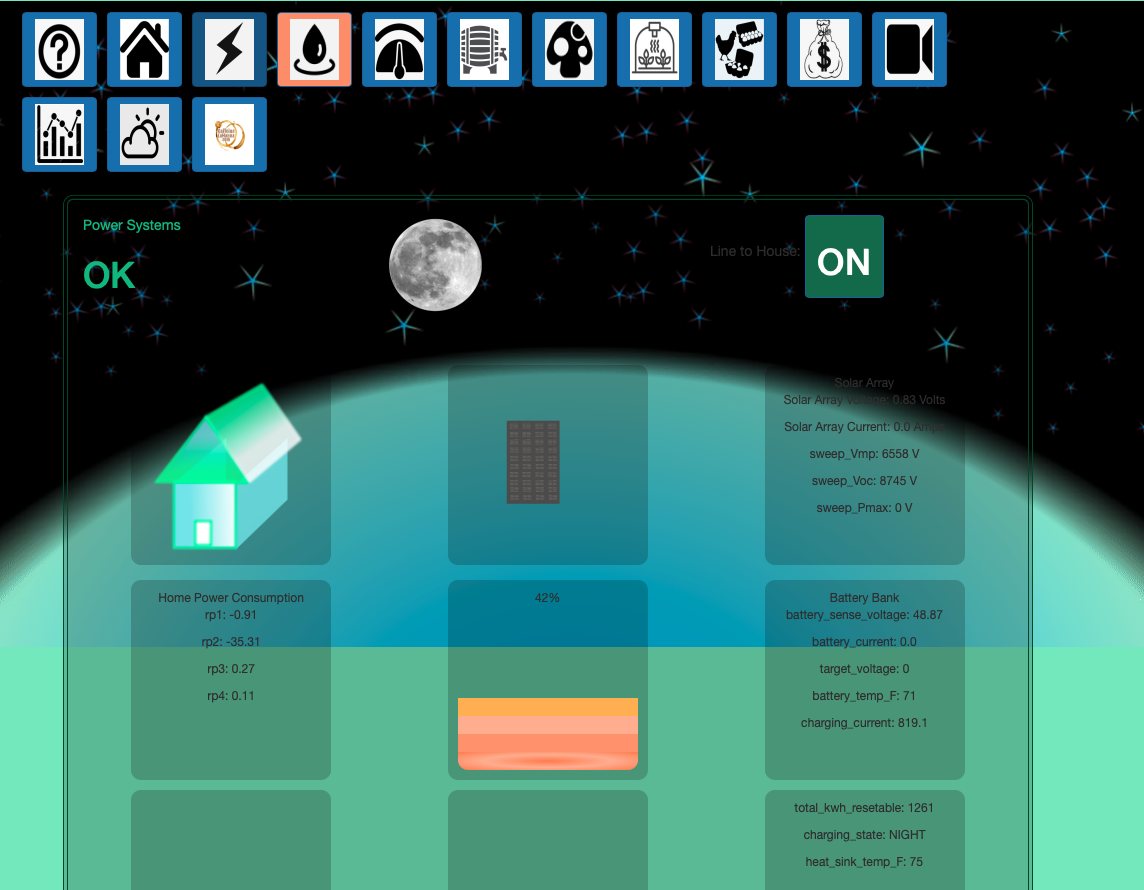 Power Systems
OK
Line to House:
ON
Solar Array
Solar Array Voltage: 0.83 Volts
Solar Array Current: 0.0 Amps
sweep_Vmp: 6558 V
sweep_Voc: 8745 V
sweep_Pmax: 0 V
Home Power Consumption
rp1: -0.91
rp2: -35.31
rp3: 0.27
rp4: 0.11
42%
Battery Bank
battery_sense_voltage: 48.87
battery_current: 0.0
target_voltage: 0
battery_temp_F: 71
charging_current: 819.1
total_kwh_resetable: 1261
charging_state: NIGHT
heat_sink_temp_F: 75